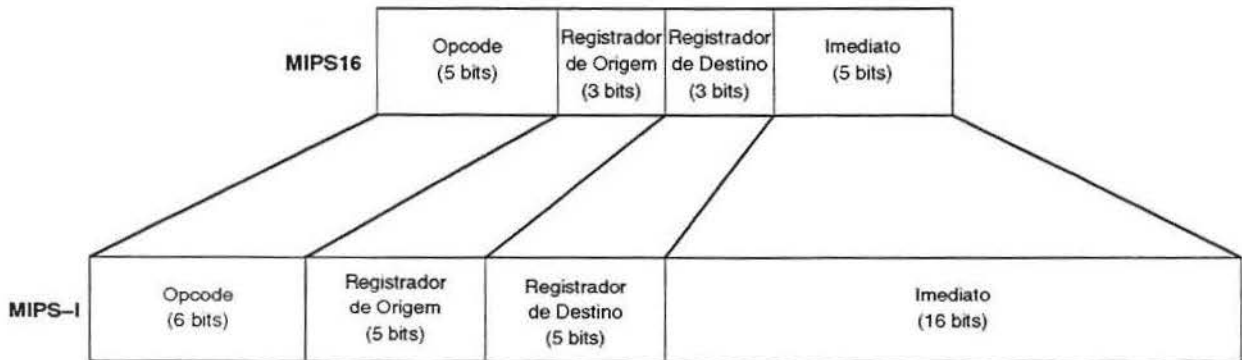 MIPS16
Opcode
(5 bits)
Registrador
de Origem
(3 bits)
Registrador
de Destino
(3 bits)
Imediato
(5 bits)
MIPS–I
Opcode
(6 bits)
Registrador
de Origem
(5 bits)
Registrador
de Destino
(5 bits)
Imediato
(16 bits)